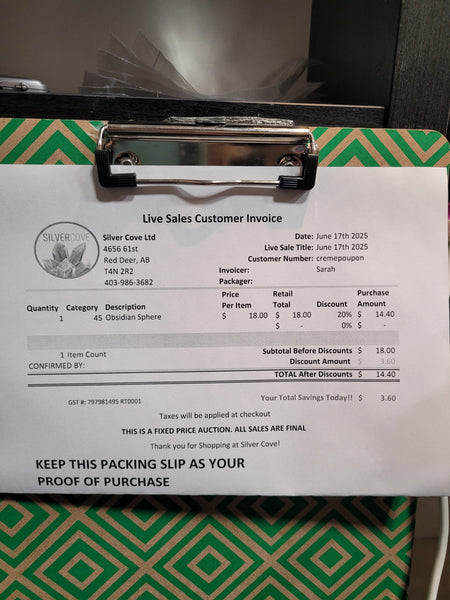 Live Sales Customer Invoice
SILVERCOVE
Silver Cove Ltd
4656 61st
Red Deer, AB
T4N 2R2
403-986-3682
Date: June 17th 2025
Live Sale Title: June 17th 2025
Customer Number: cremepoupon
Invoicer: Sarah
Packager:
Quantity Category Description Price Per Item Retail Total Discount Purchase Amount
1 45 Obsidian Sphere $ 18.00 $ 18.00 20% $ 14.40
$ - 0% $ -
1 Item Count
Subtotal Before Discounts $ 18.00
Discount Amount $ 3.60
CONFIRMED BY:
TOTAL After Discounts $ 14.40
GST #: 797981495 RT0001
Your Total Savings Today!! $ 3.60
Taxes will be applied at checkout
THIS IS A FIXED PRICE AUCTION. ALL SALES ARE FINAL
Thank you for Shopping at Silver Cove!
KEEP THIS PACKING SLIP AS YOUR
PROOF OF PURCHASE